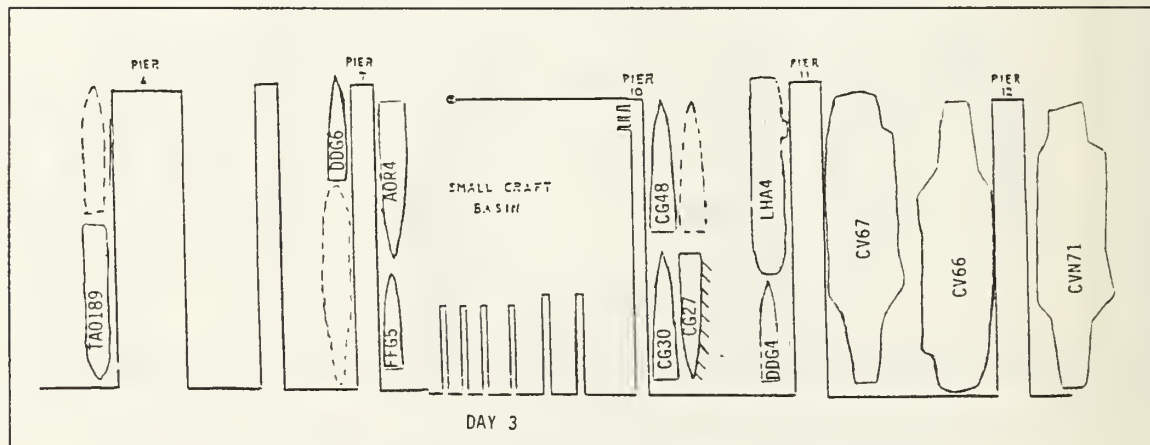 PIER
4
PIER
7
PIER
10
PIER
11
PIER
12
TAO189
DDG6
AOR4
FFG5
SMALL CRAFT
BASIN
CG48
CG30
CG27
LHA4
DDG4
CV67
CV66
CVN71
DAY 3